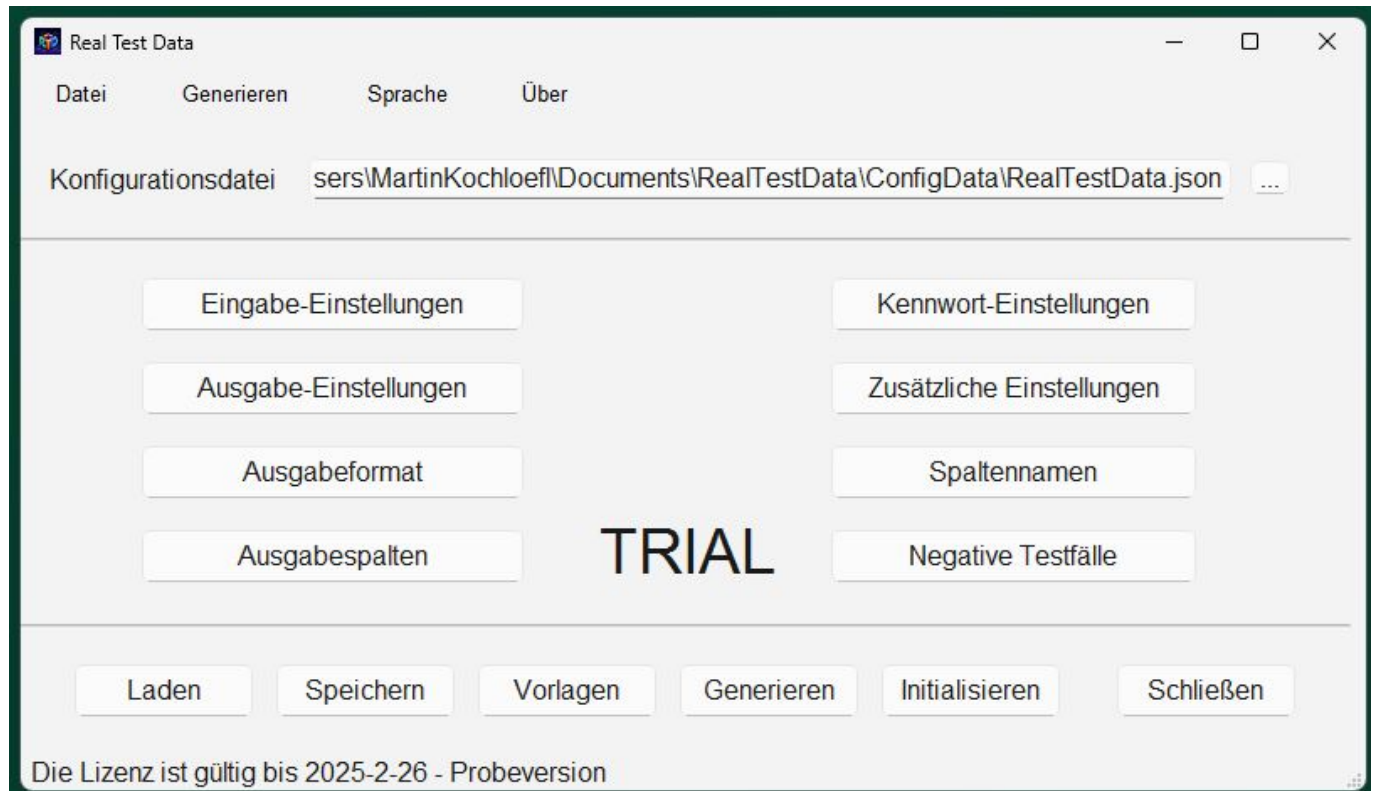 Real Test Data
Datei Generieren Sprache Über
Konfigurationsdatei sers\MartinKochloefl\Documents\RealTestData\ConfigData\RealTestData.json ...
Eingabe-Einstellungen Kennwort-Einstellungen
Ausgabe-Einstellungen Zusätzliche Einstellungen
Ausgabeformat Spaltennamen
Ausgabespalten TRIAL Negative Testfälle
Laden Speichern Vorlagen Generieren Initialisieren Schließen
Die Lizenz ist gültig bis 2025-2-26 - Probeversion